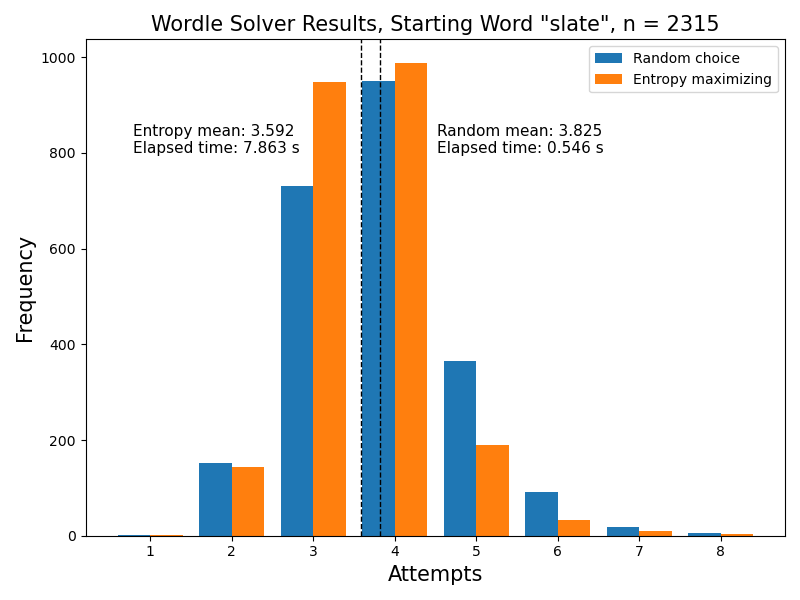 Wordle Solver Results, Starting Word "slate", n = 2315
Random choice
Entropy maximizing
Entropy mean: 3.592
Elapsed time: 7.863 s
Random mean: 3.825
Elapsed time: 0.546 s
Frequency
1000
800
600
400
200
0
1 2 3 4 5 6 7 8
Attempts